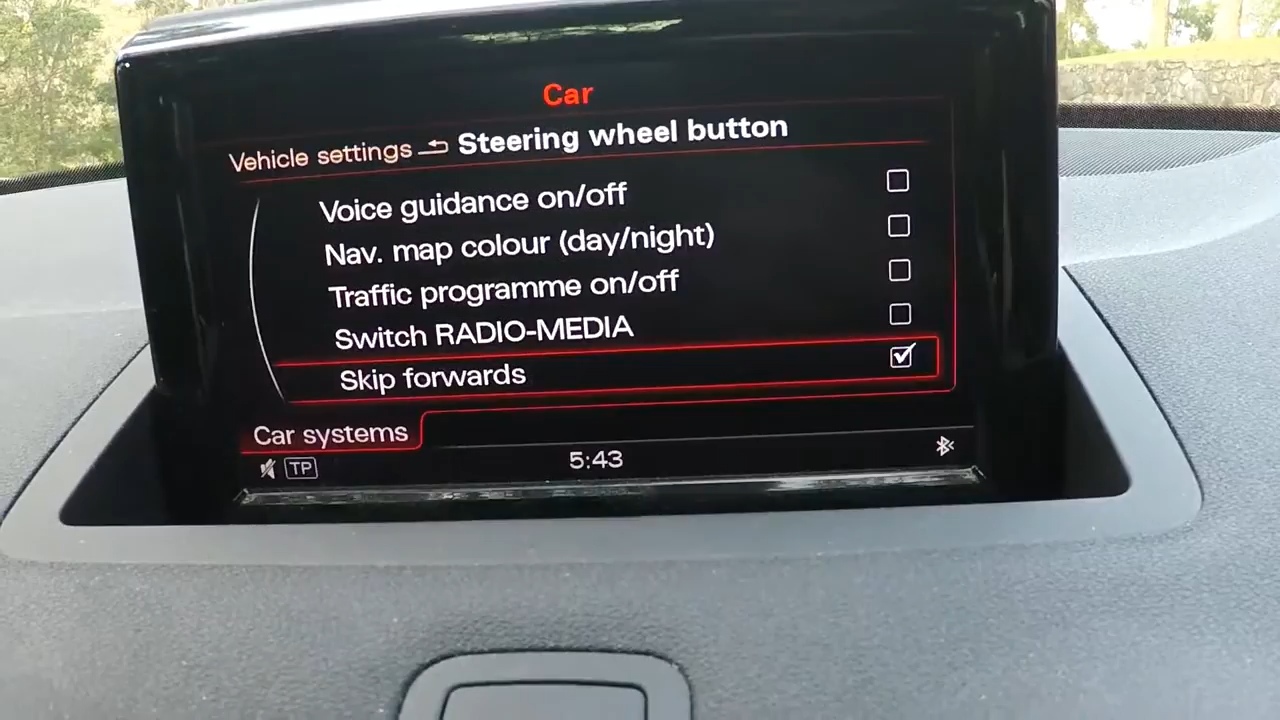 Car
Vehicle settings Steering wheel button
Voice guidance on/off
Nav. map colour (day/night)
Traffic programme on/off
Switch RADIO-MEDIA
Skip forwards
Car systems
TP 5:43